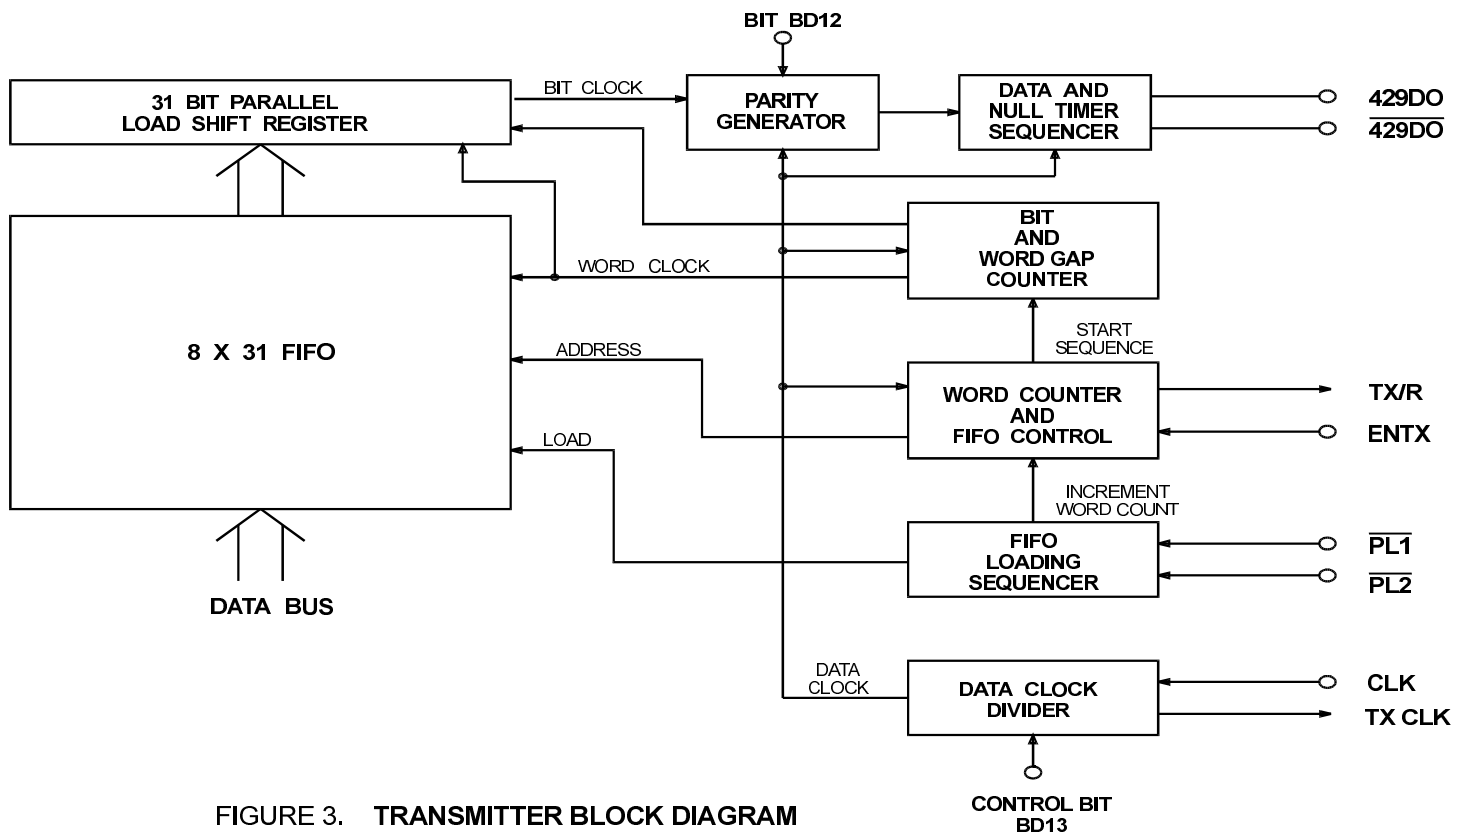 BIT BD12
31 BIT PARALLEL
LOAD SHIFT REGISTER
BIT CLOCK
PARITY
GENERATOR
DATA AND
NULL TIMER
SEQUENCER
429DO
429DO
BIT
AND
WORD GAP
COUNTER
WORD CLOCK
8 X 31 FIFO
START
SEQUENCE
ADDRESS
WORD COUNTER
AND
FIFO CONTROL
TX/R
ENTX
LOAD
INCREMENT
WORD COUNT
FIFO
LOADING
SEQUENCER
PL1
PL2
DATA BUS
DATA
CLOCK
DATA CLOCK
DIVIDER
CLK
TX CLK
CONTROL BIT
BD13
FIGURE 3. TRANSMITTER BLOCK DIAGRAM